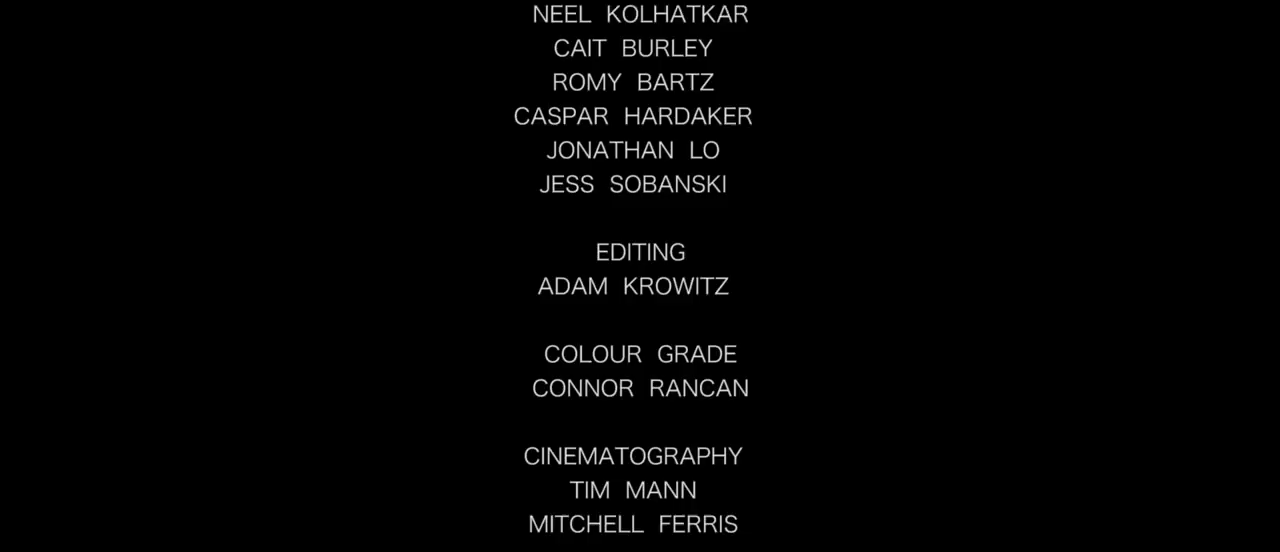 NEEL KOLHATKAR
CAIT BURLEY
ROMY BARTZ
CASPAR HARDAKER
JONATHAN LO
JESS SOBANSKI
EDITING
ADAM KROWITZ
COLOUR GRADE
CONNOR RANCAN
CINEMATOGRAPHY
TIM MANN
MITCHELL FERRIS